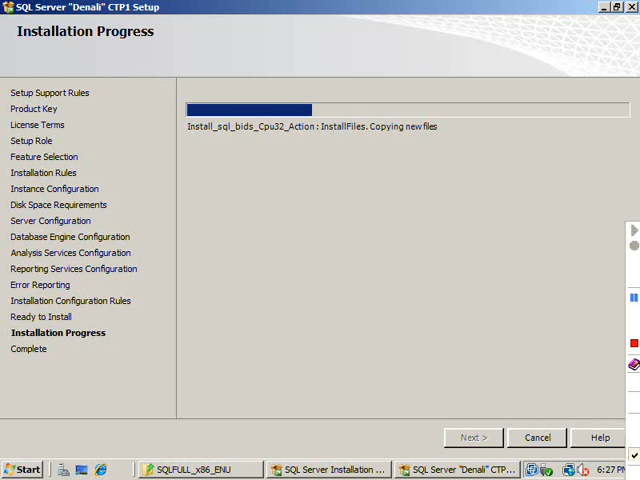 SQL Server "Denali" CTP1 Setup
Installation Progress
Setup Support Rules
Product Key
License Terms
Setup Role
Feature Selection
Installation Rules
Instance Configuration
Disk Space Requirements
Server Configuration
Database Engine Configuration
Analysis Services Configuration
Reporting Services Configuration
Error Reporting
Installation Configuration Rules
Ready to Install
Installation Progress
Complete
Install_sql_bids_Cpu32_Action : InstallFiles. Copying new files
Next >
Cancel
Help
Start
SQLFULL_x86_ENU
SQL Server Installation ...
SQL Server "Denali" CTP...
6:27 PM